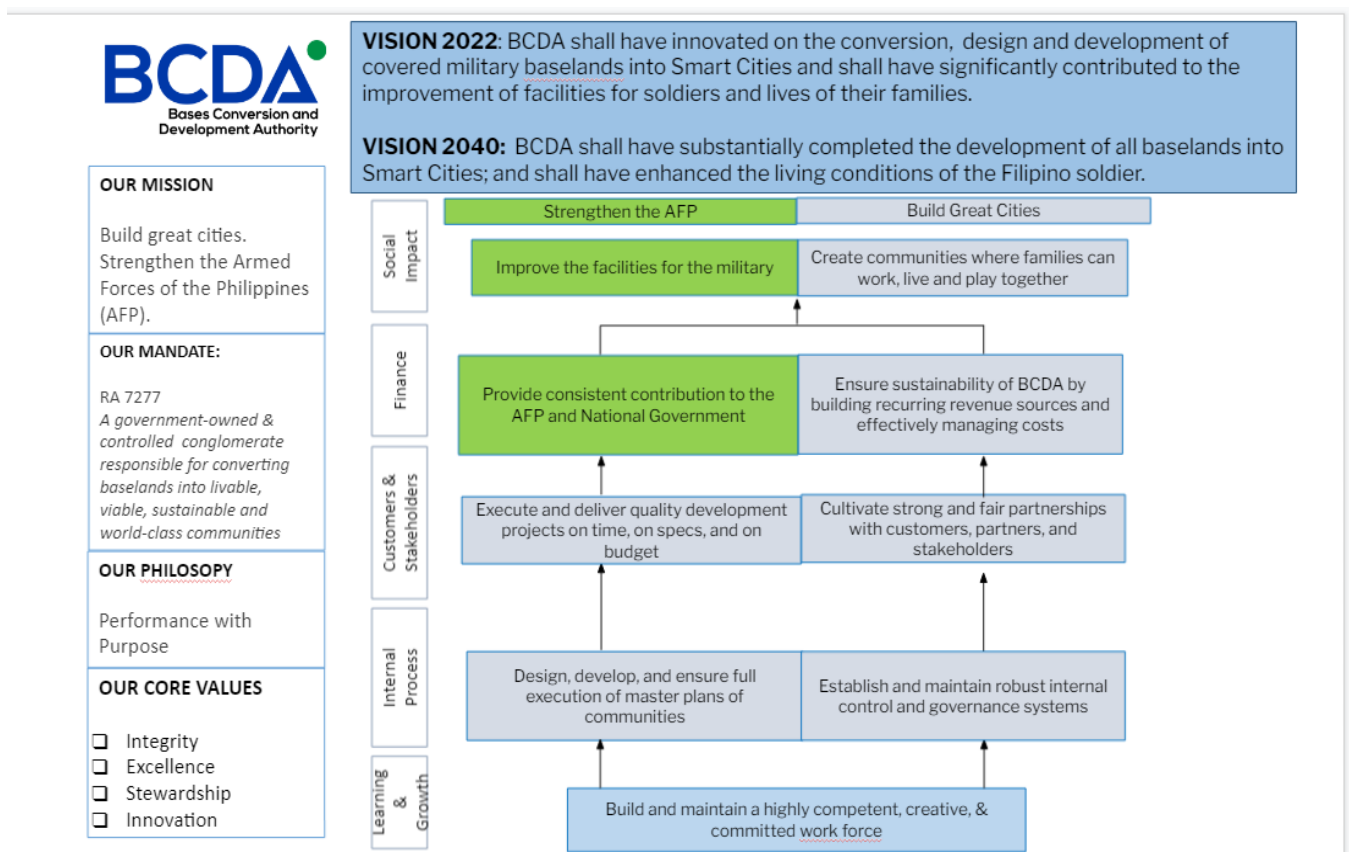 BCDA
Bases Conversion and
Development Authority
VISION 2022: BCDA shall have innovated on the conversion, design and development of
covered military baselands into Smart Cities and shall have significantly contributed to the
improvement of facilities for soldiers and lives of their families.
VISION 2040: BCDA shall have substantially completed the development of all baselands into
Smart Cities; and shall have enhanced the living conditions of the Filipino soldier.
OUR MISSION
Build great cities.
Strengthen the Armed
Forces of the Philippines
(AFP).
OUR MANDATE:
RA 7277
A government-owned &
controlled conglomerate
responsible for converting
baselands into livable,
viable, sustainable and
world-class communities
OUR PHILOSOPY
Performance with
Purpose
OUR CORE VALUES
❑ Integrity
❑ Excellence
❑ Stewardship
❑ Innovation
Strengthen the AFP
Build Great Cities
Social
Impact
Improve the facilities for the military
Create communities where families can
work, live and play together
Finance
Provide consistent contribution to the
AFP and National Government
Ensure sustainability of BCDA by
building recurring revenue sources and
effectively managing costs
Customers &
Stakeholders
Execute and deliver quality development
projects on time, on specs, and on
budget
Cultivate strong and fair partnerships
with customers, partners, and
stakeholders
Internal
Process
Design, develop, and ensure full
execution of master plans of
communities
Establish and maintain robust internal
control and governance systems
Learning
&
Growth
Build and maintain a highly competent, creative, &
committed work force